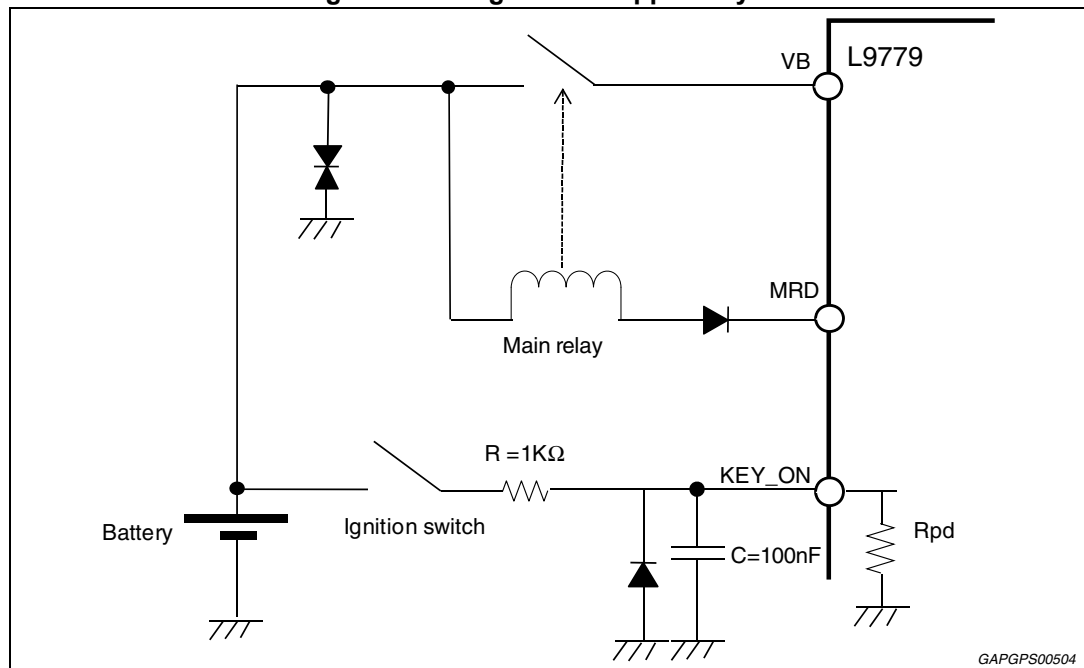 VB
L9779
MRD
Main relay
R =1KΩ
KEY_ON
Battery
Ignition switch
C=100nF
Rpd
GAPGPS00504